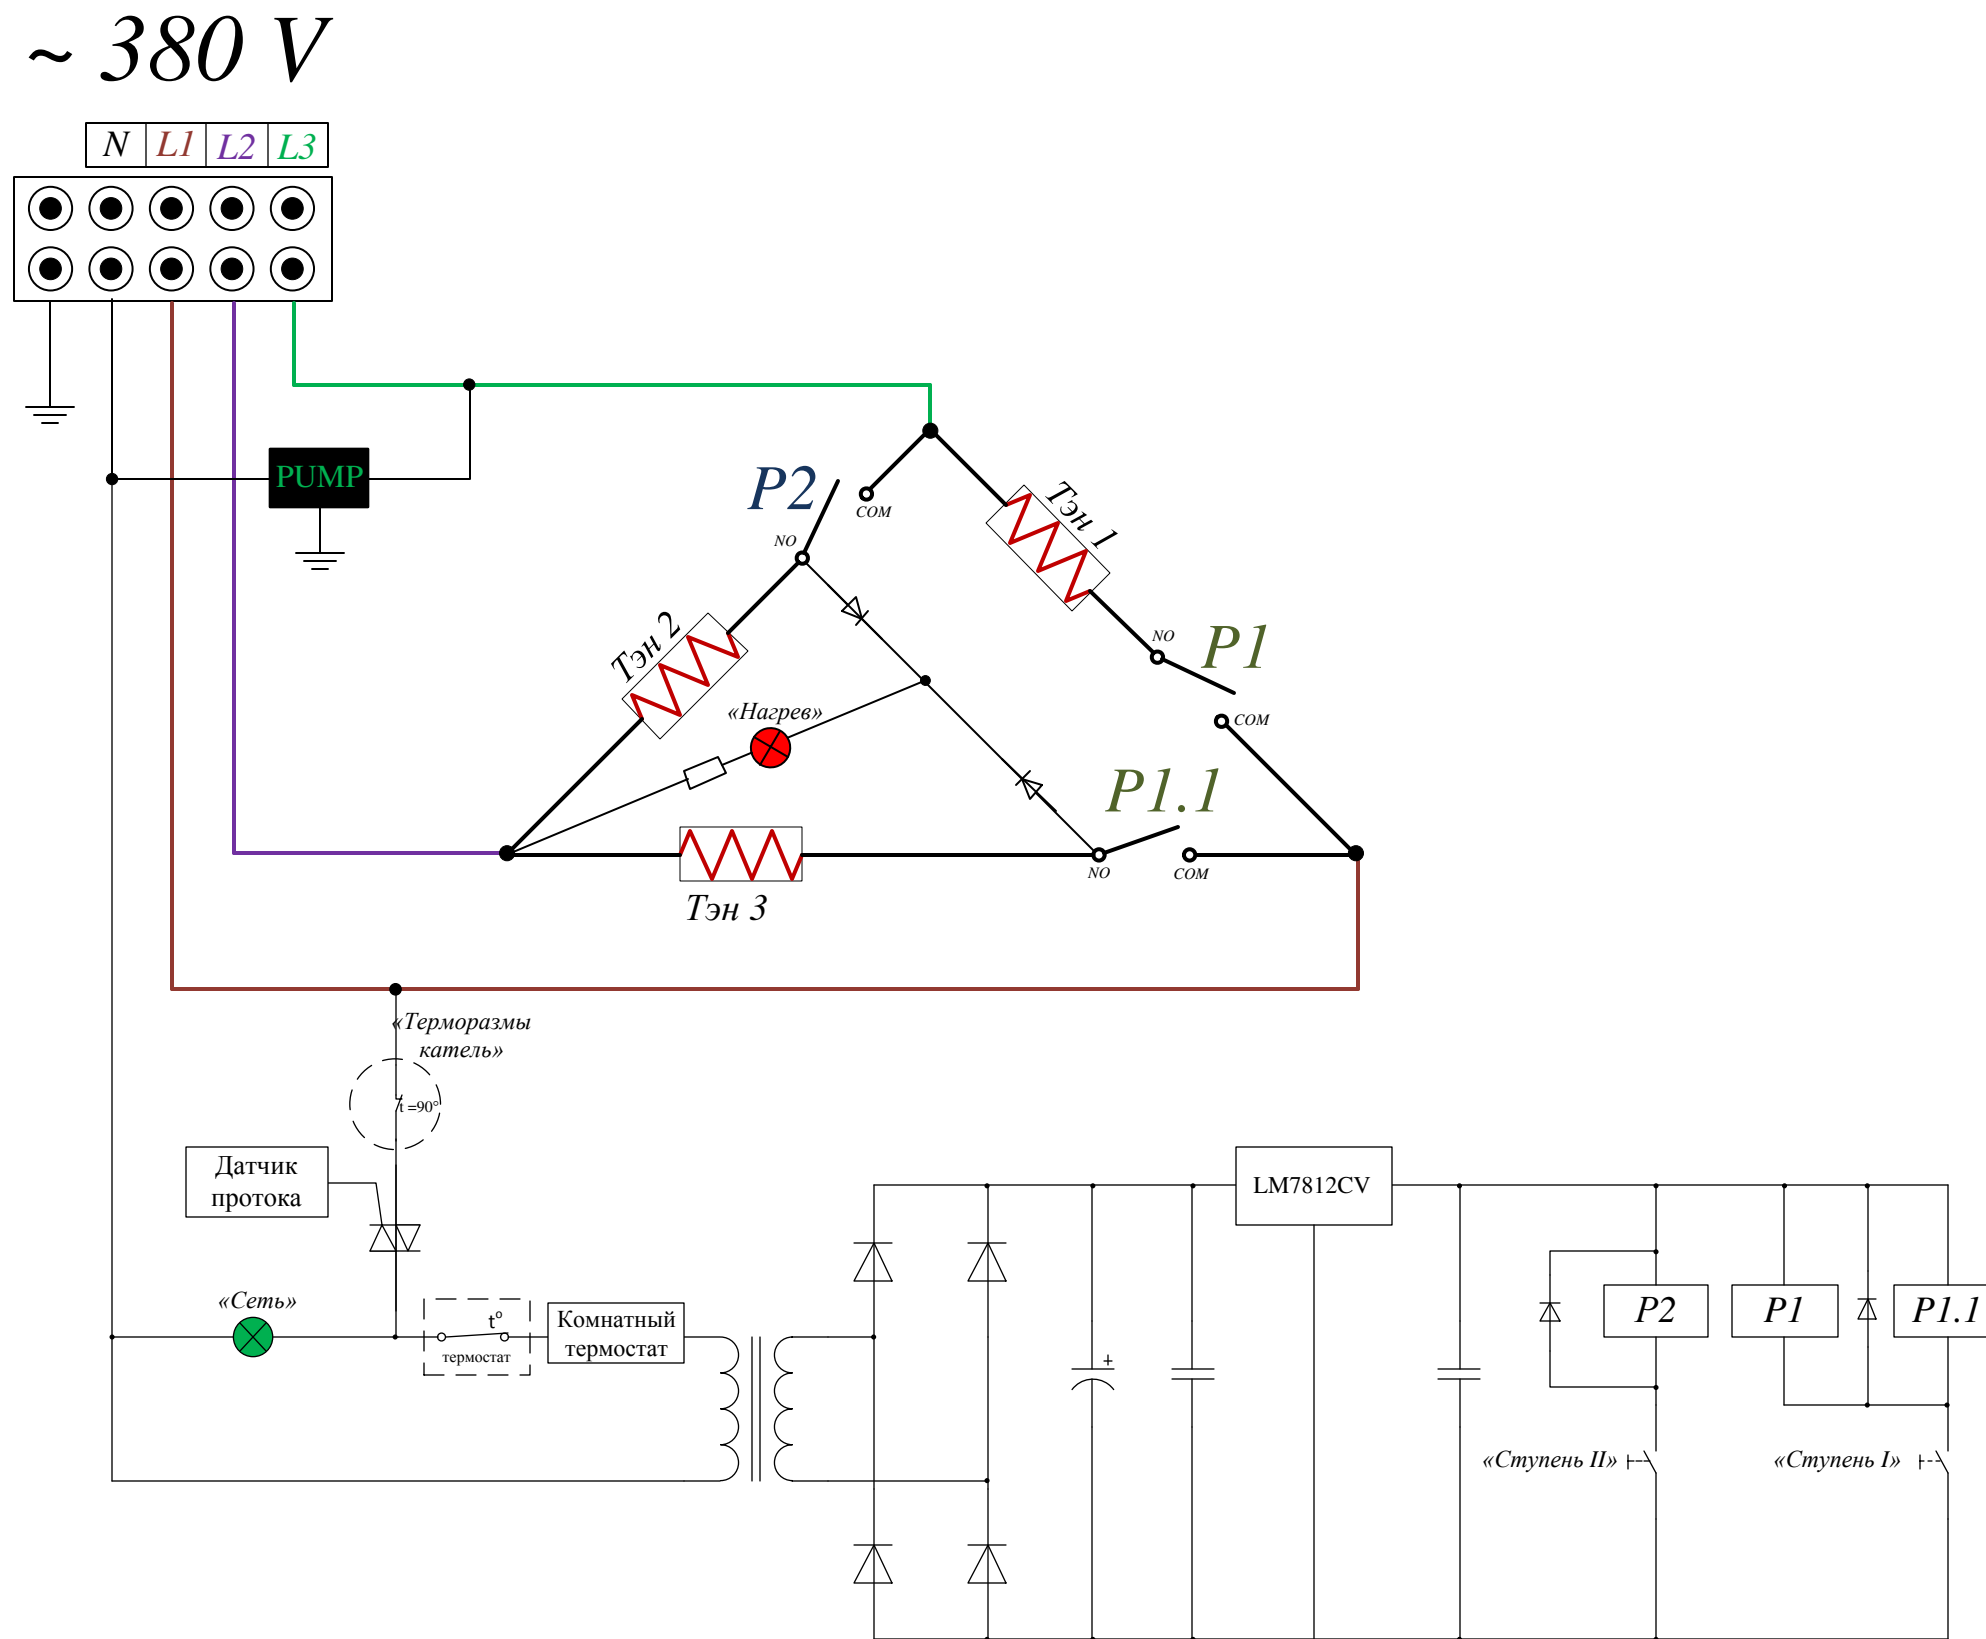 ~ 380 V
N L1 L2 L3
PUMP
P2
COM
NO
Тэн 1
Тэн 2
NO
P1
COM
«Нагрев»
P1.1
NO
COM
Тэн 3
«Терморазмы
катель»
t =90°
Датчик
протока
LM7812CV
«Сеть»
t°
термостат
Комнатный
термостат
+
P2
P1
P1.1
«Ступень II»
«Ступень I»